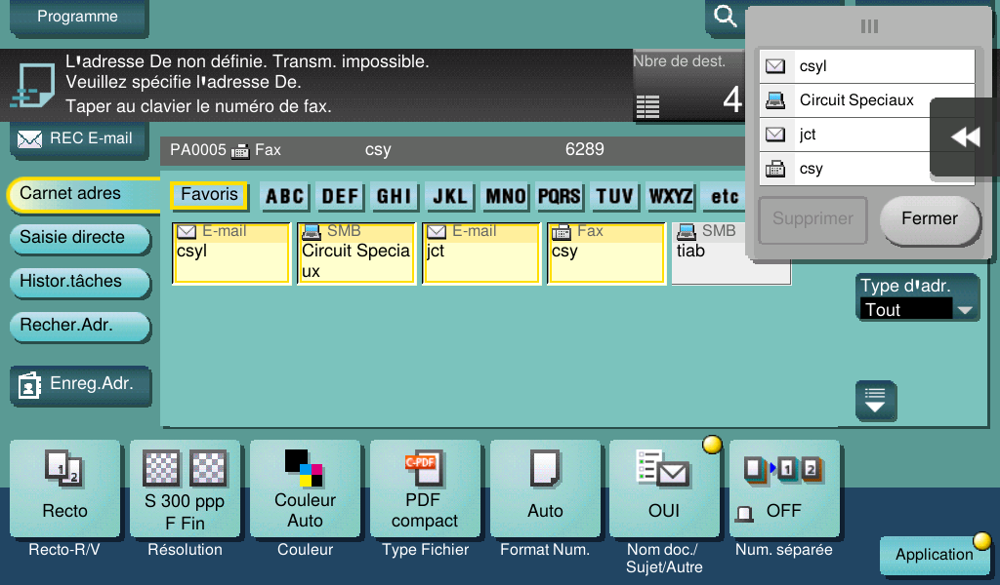 Programme
L'adresse De non définie. Transm. impossible.
Veuillez spécifie l'adresse De.
Taper au clavier le numéro de fax.
Nbre de dest.
4
csyl
Circuit Speciaux
jct
csy
Supprimer
Fermer
REC E-mail
PA0005 Fax csy 6289
Carnet adres
Favoris ABC DEF GHI JKL MNO PQRS TUV WXYZ etc
Saisie directe
E-mail
csyl
SMB
Circuit Specia
ux
E-mail
jct
Fax
csy
SMB
tiab
Histor.tâches
Recher.Adr.
Enreg.Adr.
Type d'adr.
Tout
1
2
Recto
Recto-R/V
S 300 ppp
F Fin
Résolution
Couleur
Auto
Couleur
C-PDF
PDF
compact
Type Fichier
Auto
Format Num.
OUI
Nom doc./
Sujet/Autre
1 2
OFF
Num. séparée
Application